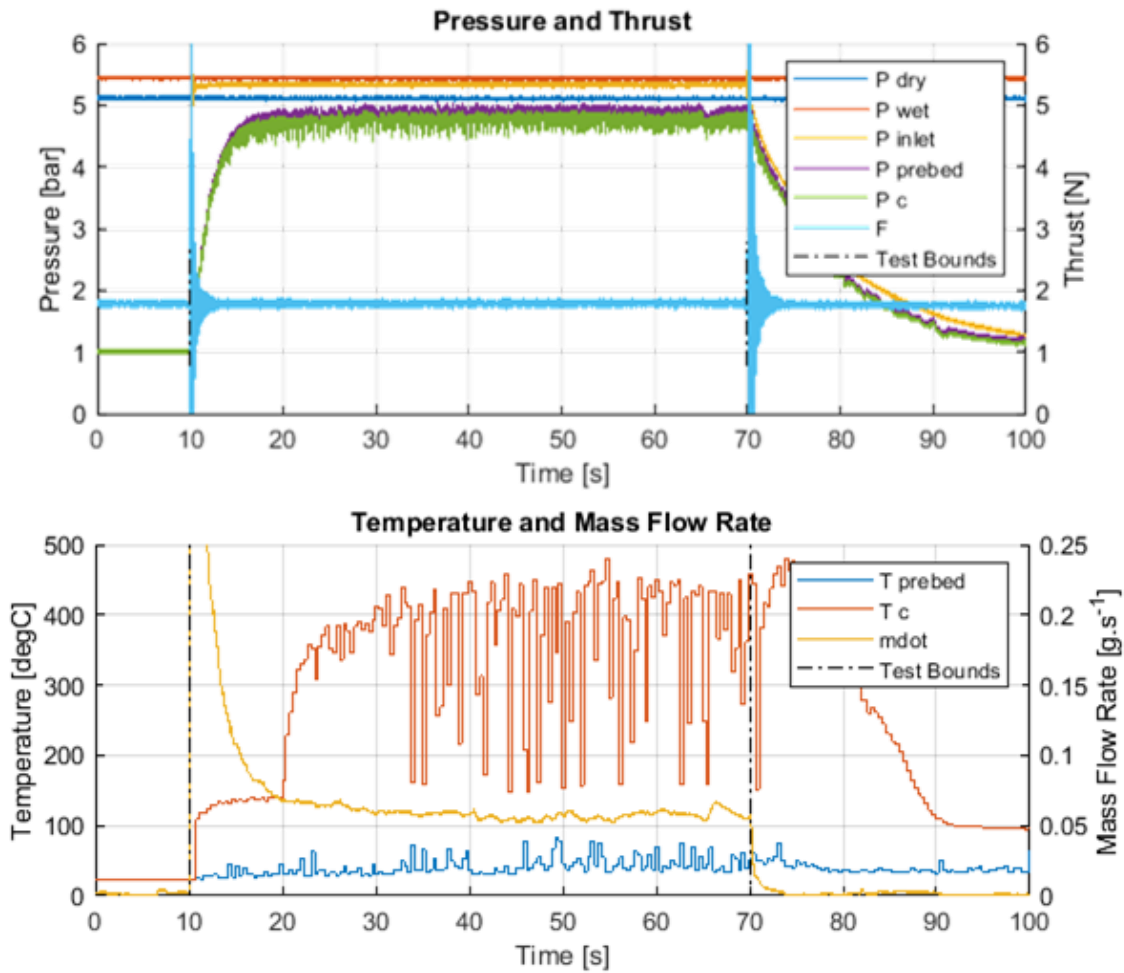 Pressure and Thrust
Pressure [bar]
6
5
4
3
2
1
0
P dry
P wet
P inlet
P prebed
P c
F
Test Bounds
6
5
4
3
2
1
0
Thrust [N]
0 10 20 30 40 50 60 70 80 90 100
Time [s]
Temperature and Mass Flow Rate
Temperature [degC]
500
400
300
200
100
0
T prebed
T c
mdot
Test Bounds
0.25
0.2
0.15
0.1
0.05
0
Mass Flow Rate [g.s⁻¹]
0 10 20 30 40 50 60 70 80 90 100
Time [s]